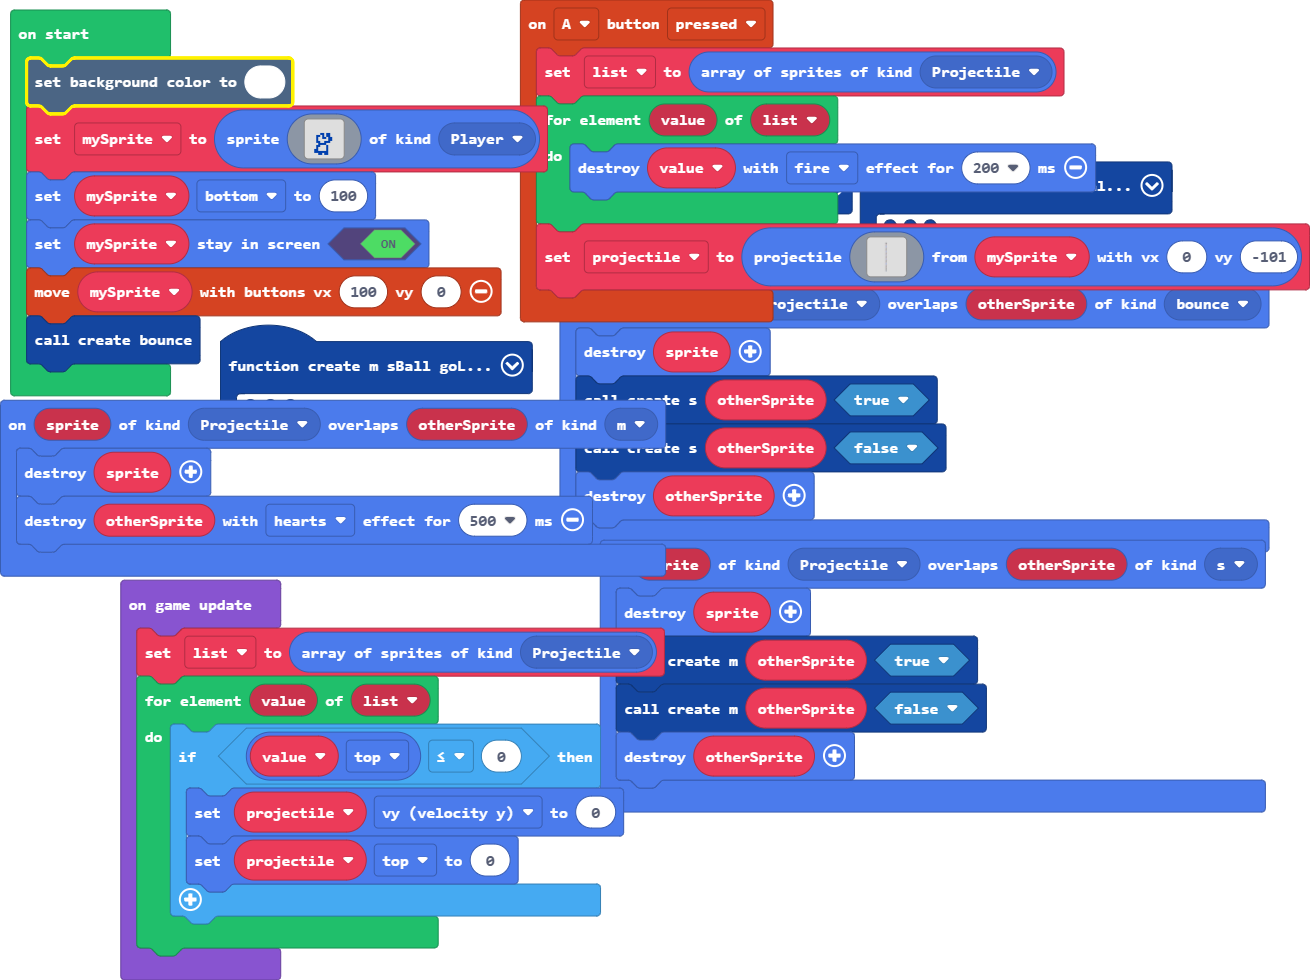 on start
set background color to
set mySprite to sprite of kind Player
set mySprite bottom to 100
set mySprite stay in screen ON
move mySprite with buttons vx 100 vy 0
call create bounce
function create m sBall goL...
on A button pressed
set list to array of sprites of kind Projectile
for element value of list
do
destroy value with fire effect for 200 ms
l...
set projectile to projectile from mySprite with vx 0 vy -101
rojectile overlaps otherSprite of kind bounce
destroy sprite
call create s otherSprite true
call create s otherSprite false
destroy otherSprite
on sprite of kind Projectile overlaps otherSprite of kind m
destroy sprite
destroy otherSprite with hearts effect for 500 ms
rite of kind Projectile overlaps otherSprite of kind s
destroy sprite
create m otherSprite true
call create m otherSprite false
destroy otherSprite
on game update
set list to array of sprites of kind Projectile
for element value of list
do
if value top ≤ 0 then
set projectile vy (velocity y) to 0
set projectile top to 0